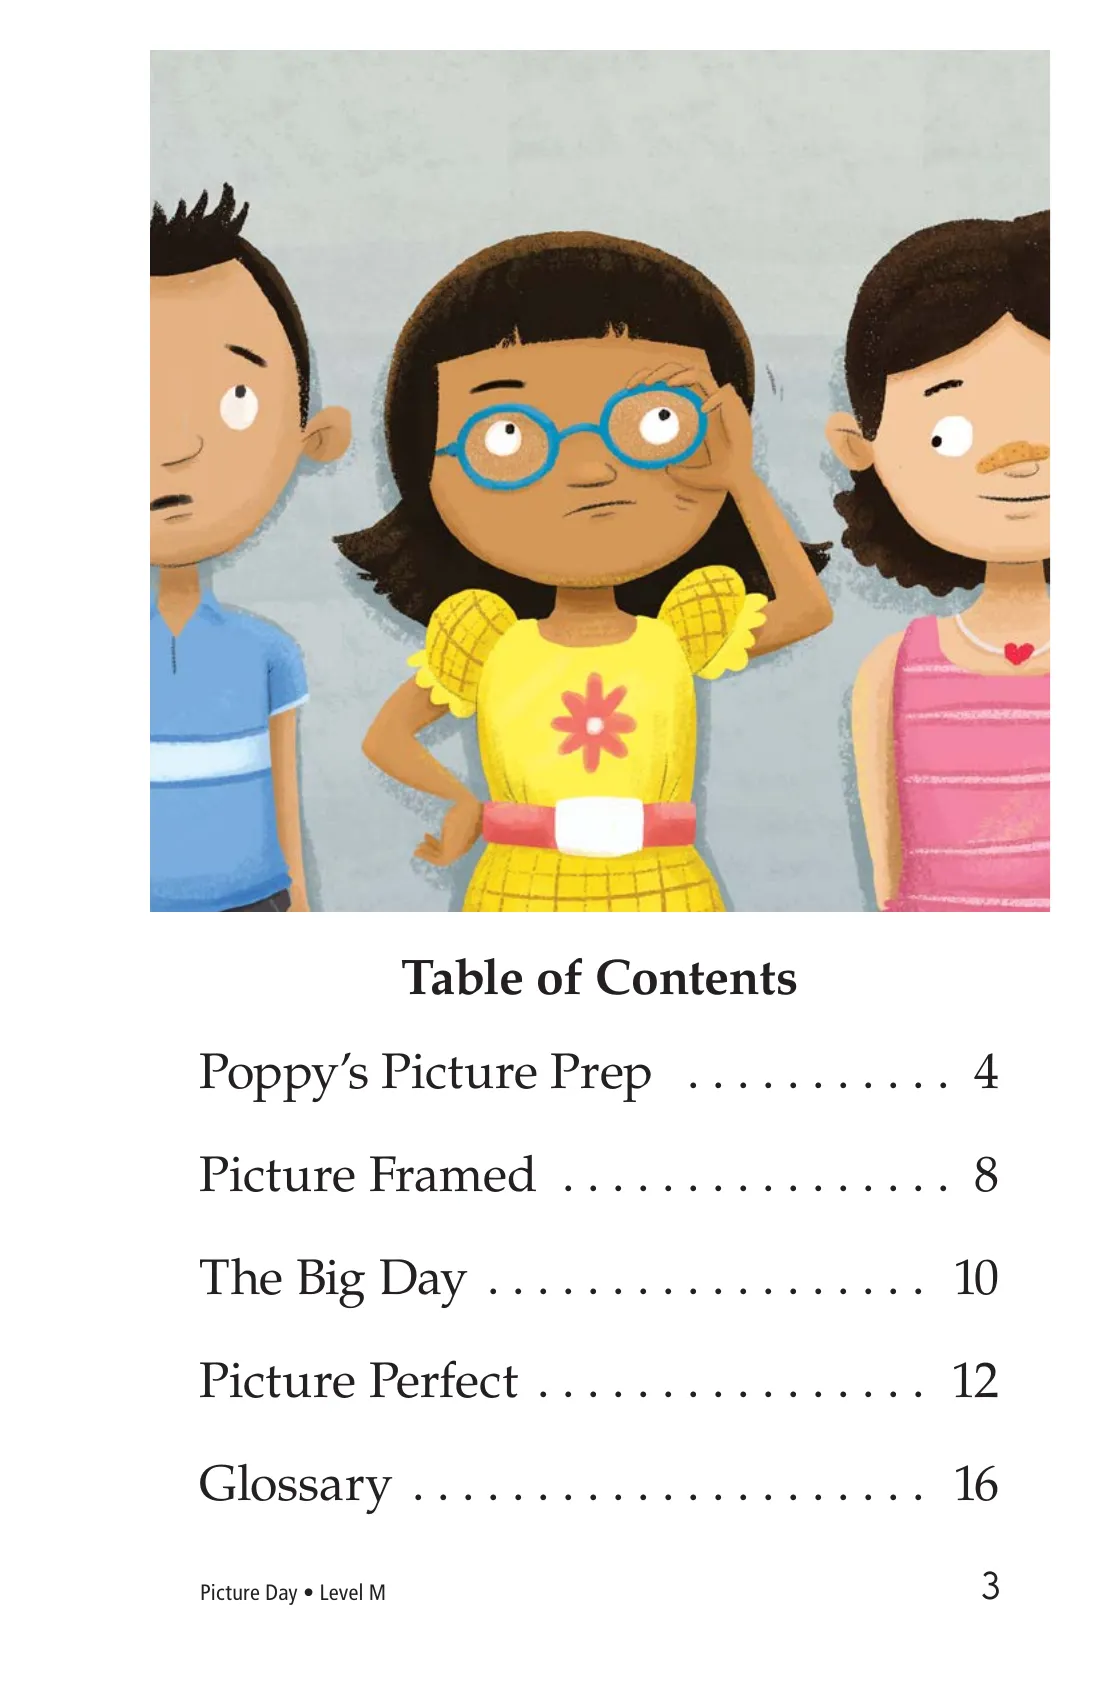 Table of Contents
Poppy’s Picture Prep . . . . . . . . . . . 4
Picture Framed . . . . . . . . . . . . . . . . 8
The Big Day . . . . . . . . . . . . . . . . . . 10
Picture Perfect . . . . . . . . . . . . . . . . 12
Glossary . . . . . . . . . . . . . . . . . . . . . 16
Picture Day • Level M 3